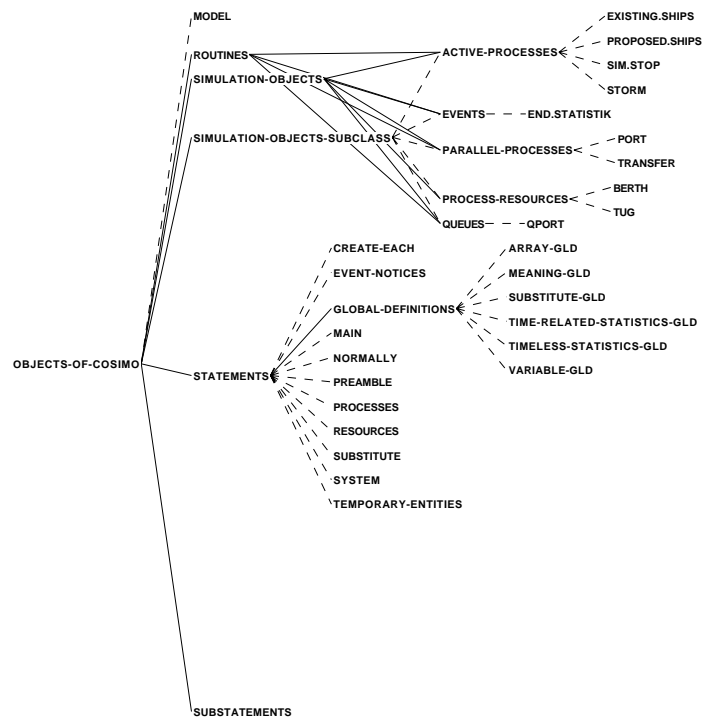 MODEL
ROUTINES
SIMULATION-OBJECTS
SIMULATION-OBJECTS-SUBCLASS
ACTIVE-PROCESSES
EXISTING.SHIPS
PROPOSED.SHIPS
SIM.STOP
STORM
EVENTS
END.STATISTIK
PARALLEL-PROCESSES
PORT
TRANSFER
PROCESS-RESOURCES
BERTH
TUG
QUEUES
QPORT
OBJECTS-OF-COSIMO
STATEMENTS
CREATE-EACH
EVENT-NOTICES
GLOBAL-DEFINITIONS
ARRAY-GLD
MEANING-GLD
SUBSTITUTE-GLD
TIME-RELATED-STATISTICS-GLD
TIMELESS-STATISTICS-GLD
VARIABLE-GLD
MAIN
NORMALLY
PREAMBLE
PROCESSES
RESOURCES
SUBSTITUTE
SYSTEM
TEMPORARY-ENTITIES
SUBSTATEMENTS